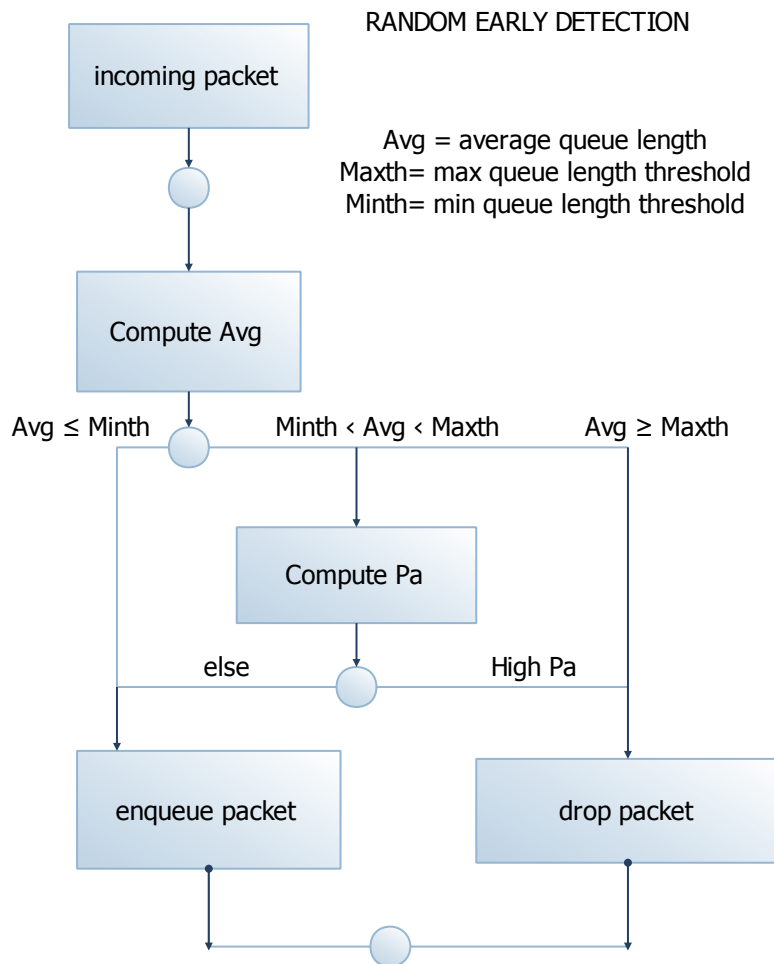 RANDOM EARLY DETECTION
incoming packet
Avg = average queue length
Maxth= max queue length threshold
Minth= min queue length threshold
Compute Avg
Avg ≤ Minth
Minth ‹ Avg ‹ Maxth
Avg ≥ Maxth
Compute Pa
else
High Pa
enqueue packet
drop packet